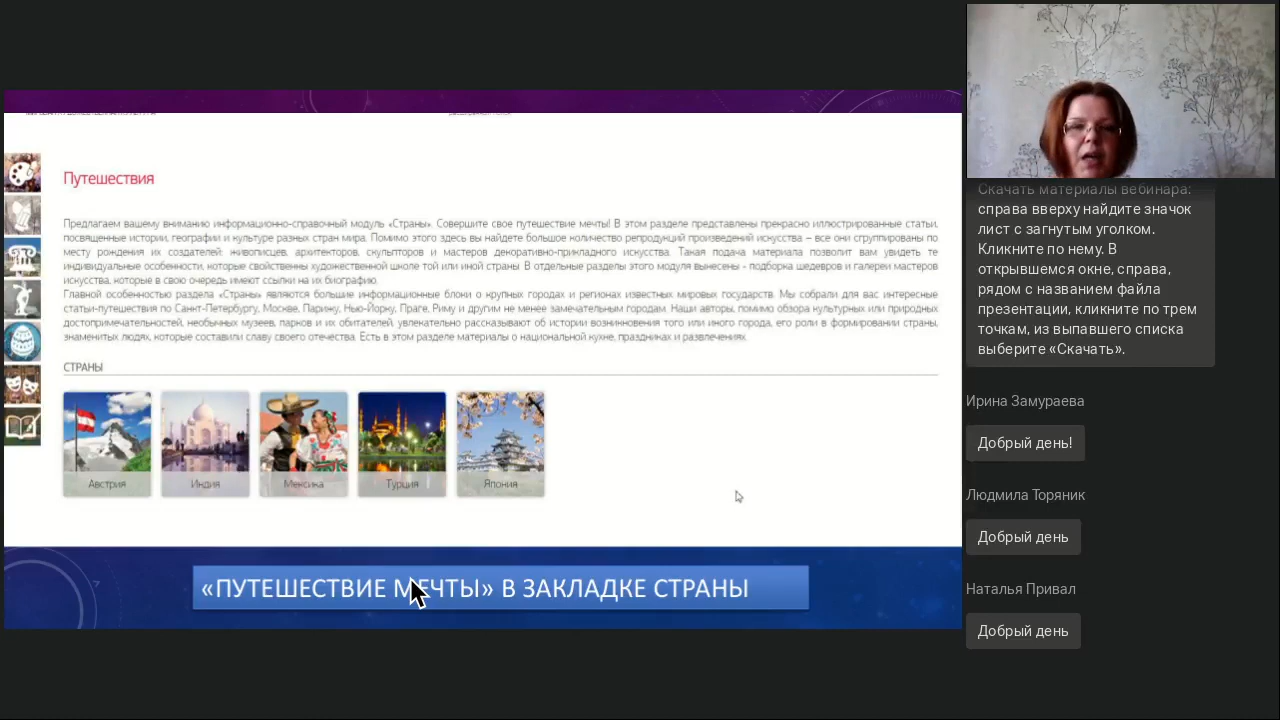 Путешествия
Предлагаем вашему вниманию информационно-справочный модуль «Страны». Совершите свое путешествие мечты! В этом разделе представлены прекрасно иллюстрированные статьи,
посвященные истории, географии и культуре разных стран мира. Помимо этого здесь вы найдете большое количество репродукций произведений искусства – все они сгруппированы по
месту рождения их создателей: живописцев, архитекторов, скульпторов и мастеров декоративно-прикладного искусства. Такая подача материала позволит вам увидеть те
индивидуальные особенности, которые свойственны художественной школе той или иной страны. В отдельные разделы этого модуля вынесены - подборка шедевров и галереи мастеров
искусства, которые в свою очередь имеют ссылки на их биографию.
Главной особенностью раздела «Страны» являются большие информационные блоки о крупных городах и регионах известных мировых государств. Мы собрали для вас интересные
статьи-путешествия по Санкт-Петербургу, Москве, Парижу, Нью-Йорку, Праге, Риму и другим не менее замечательным городам. Наши авторы, помимо обзора культурных или природных
достопримечательностей, необычных музеев, парков и их обитателей, увлекательно рассказывают об истории возникновения того или иного города, его роли в формировании страны,
знаменитых людях, которые составили славу своего отечества. Есть в этом разделе материалы о национальной кухне, праздниках и развлечениях.
СТРАНЫ
Австрия
Индия
Мексика
Турция
Япония
«ПУТЕШЕСТВИЕ МЕЧТЫ» В ЗАКЛАДКЕ СТРАНЫ
Скачать материалы вебинара:
справа вверху найдите значок
лист с загнутым уголком.
Кликните по нему. В
открывшемся окне, справа,
рядом с названием файла
презентации, кликните по трем
точкам, из выпавшего списка
выберите «Скачать».
Ирина Замураева
Добрый день!
Людмила Торяник
Добрый день
Наталья Привал
Добрый день